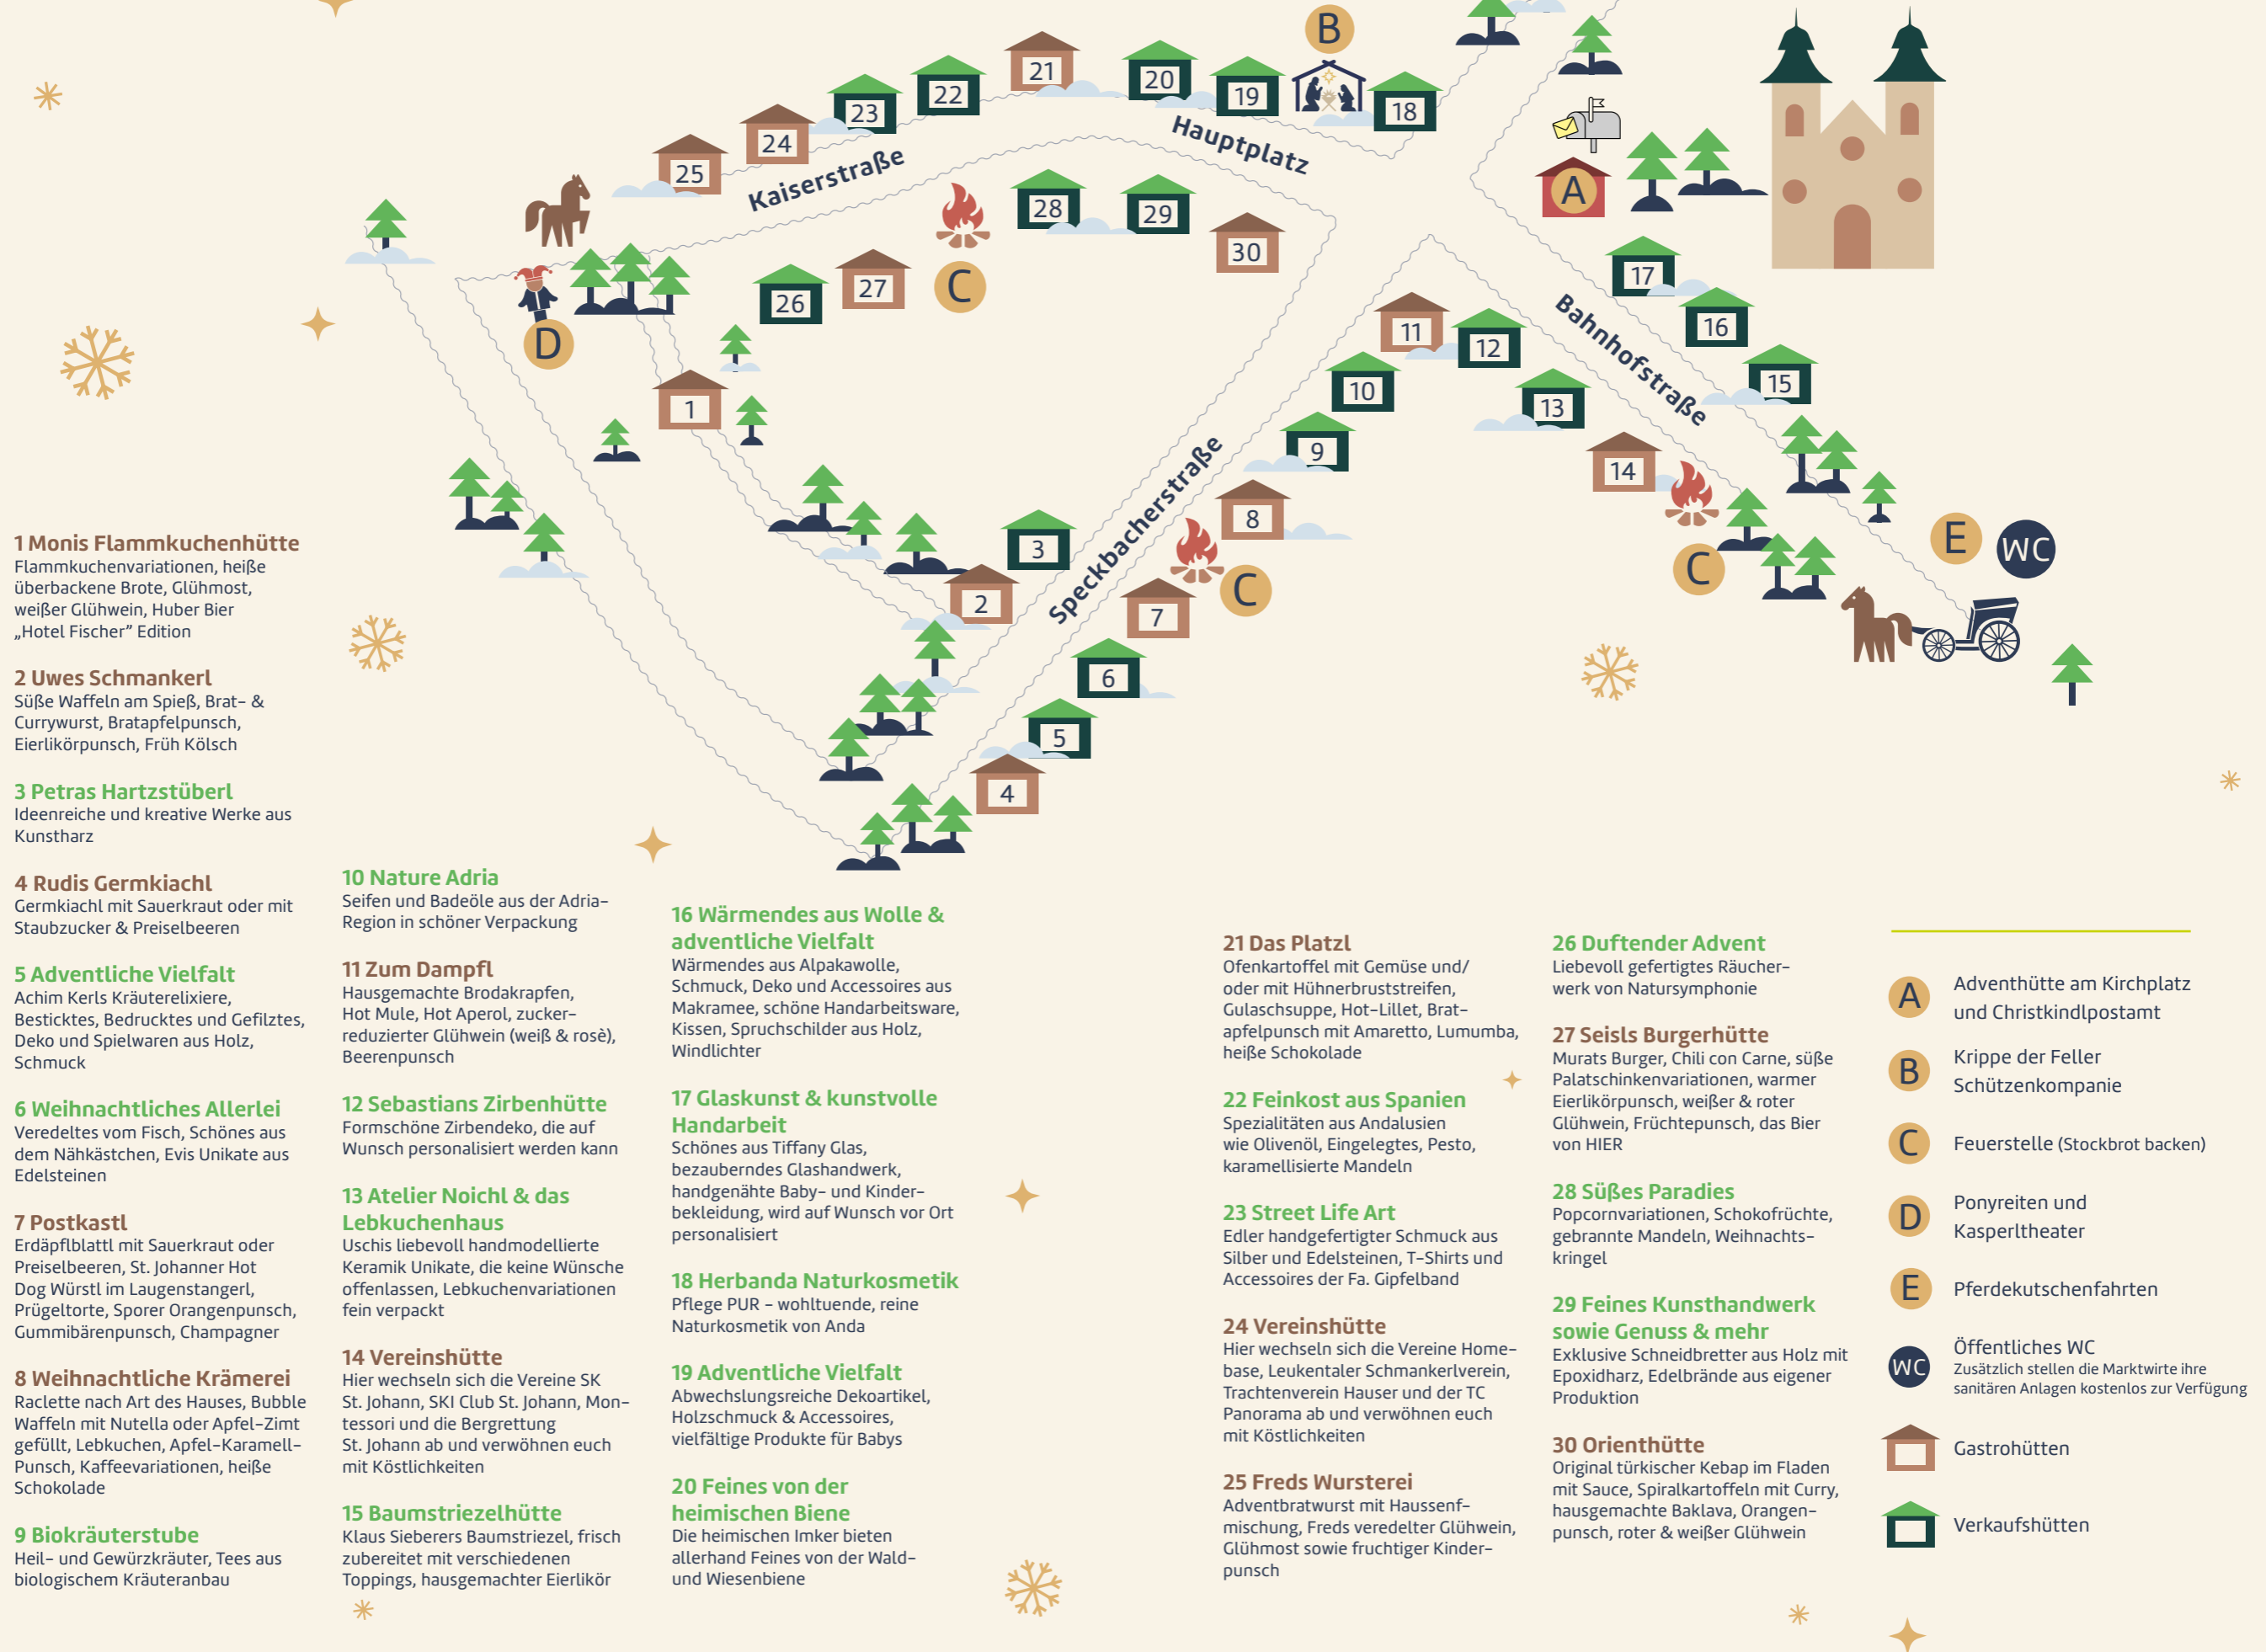 B
21
20
19
22
18
23
24
25
Hauptplatz
Kaiserstraße
A
28
29
30
17
26
27
C
D
16
11
12
15
Bahnhofstraße
1
10
13
9
14
8
3
Speckbacherstraße
2
7
C
C
E
WC
6
5
4
1 Monis Flammkuchenhütte
Flammkuchenvariationen, heiße
überbackene Brote, Glühmost,
weißer Glühwein, Huber Bier
„Hotel Fischer” Edition
2 Uwes Schmankerl
Süße Waffeln am Spieß, Brat- &
Currywurst, Bratapfelpunsch,
Eierlikörpunsch, Früh Kölsch
3 Petras Hartzstüberl
Ideenreiche und kreative Werke aus
Kunstharz
4 Rudis Germkiachl
Germkiachl mit Sauerkraut oder mit
Staubzucker & Preiselbeeren
5 Adventliche Vielfalt
Achim Kerls Kräuterelixiere,
Besticktes, Bedrucktes und Gefilztes,
Deko und Spielwaren aus Holz,
Schmuck
6 Weihnachtliches Allerlei
Veredeltes vom Fisch, Schönes aus
dem Nähkästchen, Evis Unikate aus
Edelsteinen
7 Postkastl
Erdäpflblattl mit Sauerkraut oder
Preiselbeeren, St. Johanner Hot
Dog Würstl im Laugenstangerl,
Prügeltorte, Sporer Orangenpunsch,
Gummibärenpunsch, Champagner
8 Weihnachtliche Krämerei
Raclette nach Art des Hauses, Bubble
Waffeln mit Nutella oder Apfel-Zimt
gefüllt, Lebkuchen, Apfel-Karamell-
Punsch, Kaffeevariationen, heiße
Schokolade
9 Biokräuterstube
Heil- und Gewürzkräuter, Tees aus
biologischem Kräuteranbau
10 Nature Adria
Seifen und Badeöle aus der Adria-
Region in schöner Verpackung
11 Zum Dampfl
Hausgemachte Brodakrapfen,
Hot Mule, Hot Aperol, zucker-
reduzierter Glühwein (weiß & rosè),
Beerenpunsch
12 Sebastians Zirbenhütte
Formschöne Zirbendeko, die auf
Wunsch personalisiert werden kann
13 Atelier Noichl & das
Lebkuchenhaus
Uschis liebevoll handmodellierte
Keramik Unikate, die keine Wünsche
offenlassen, Lebkuchenvariationen
fein verpackt
14 Vereinshütte
Hier wechseln sich die Vereine SK
St. Johann, SKI Club St. Johann, Mon-
tessori und die Bergrettung
St. Johann ab und verwöhnen euch
mit Köstlichkeiten
15 Baumstriezelhütte
Klaus Sieberers Baumstriezel, frisch
zubereitet mit verschiedenen
Toppings, hausgemachter Eierlikör
16 Wärmendes aus Wolle &
adventliche Vielfalt
Wärmendes aus Alpakawolle,
Schmuck, Deko und Accessoires aus
Makramee, schöne Handarbeitsware,
Kissen, Spruchschilder aus Holz,
Windlichter
17 Glaskunst & kunstvolle
Handarbeit
Schönes aus Tiffany Glas,
bezauberndes Glashandwerk,
handgenähte Baby- und Kinder-
bekleidung, wird auf Wunsch vor Ort
personalisiert
18 Herbanda Naturkosmetik
Pflege PUR - wohltuende, reine
Naturkosmetik von Anda
19 Adventliche Vielfalt
Abwechslungsreiche Dekoartikel,
Holzschmuck & Accessoires,
vielfältige Produkte für Babys
20 Feines von der
heimischen Biene
Die heimischen Imker bieten
allerhand Feines von der Wald-
und Wiesenbiene
21 Das Platzl
Ofenkartoffel mit Gemüse und/
oder mit Hühnerbruststreifen,
Gulaschsuppe, Hot-Lillet, Brat-
apfelpunsch mit Amaretto, Lumumba,
heiße Schokolade
22 Feinkost aus Spanien
Spezialitäten aus Andalusien
wie Olivenöl, Eingelegtes, Pesto,
karamellisierte Mandeln
23 Street Life Art
Edler handgefertigter Schmuck aus
Silber und Edelsteinen, T-Shirts und
Accessoires der Fa. Gipfelband
24 Vereinshütte
Hier wechseln sich die Vereine Home-
base, Leukentaler Schmankerlverein,
Trachtenverein Hauser und der TC
Panorama ab und verwöhnen euch
mit Köstlichkeiten
25 Freds Wursterei
Adventbratwurst mit Haussenf-
mischung, Freds veredelter Glühwein,
Glühmost sowie fruchtiger Kinder-
punsch
26 Duftender Advent
Liebevoll gefertigtes Räucher-
werk von Natursymphonie
27 Seisls Burgerhütte
Murats Burger, Chili con Carne, süße
Palatschinkenvariationen, warmer
Eierlikörpunsch, weißer & roter
Glühwein, Früchtepunsch, das Bier
von HIER
28 Süßes Paradies
Popcornvariationen, Schokofrüchte,
gebrannte Mandeln, Weihnachts-
kringel
29 Feines Kunsthandwerk
sowie Genuss & mehr
Exklusive Schneidbretter aus Holz mit
Epoxidharz, Edelbrände aus eigener
Produktion
30 Orienthütte
Original türkischer Kebap im Fladen
mit Sauce, Spiralkartoffeln mit Curry,
hausgemachte Baklava, Orangen-
punsch, roter & weißer Glühwein
A Adventhütte am Kirchplatz
und Christkindlpostamt
B Krippe der Feller
Schützenkompanie
C Feuerstelle (Stockbrot backen)
D Ponyreiten und
Kasperltheater
E Pferdekutschenfahrten
WC Öffentliches WC
Zusätzlich stellen die Marktwirte ihre
sanitären Anlagen kostenlos zur Verfügung
Gastrohütten
Verkaufshütten